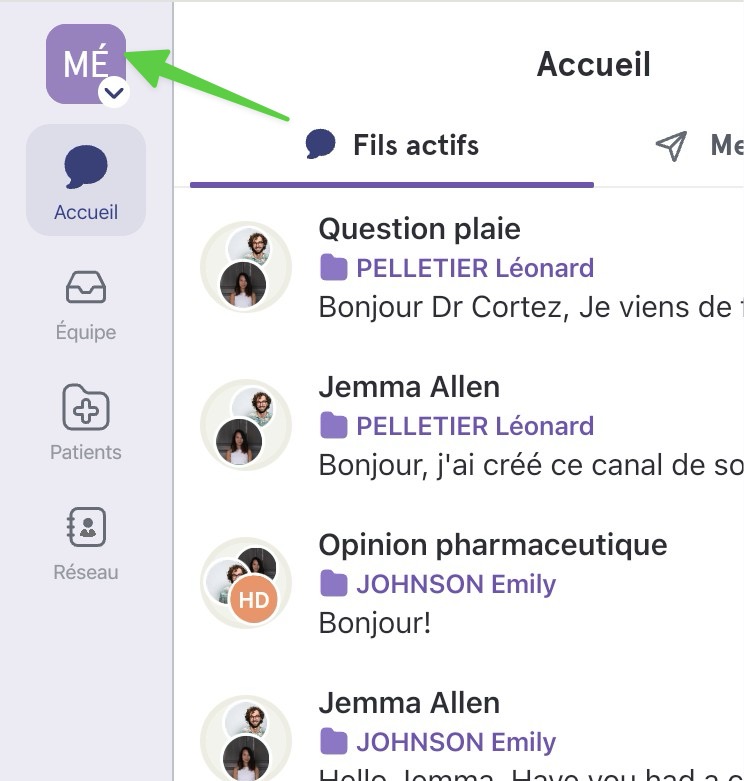 MÉ
Accueil
Accueil
Équipe
Patients
Réseau
Fils actifs
Question plaie
PELLETIER Léonard
Bonjour Dr Cortez, Je viens de
Jemma Allen
PELLETIER Léonard
Bonjour, j'ai créé ce canal de
Opinion pharmaceutique
HD
JOHNSON Emily
Bonjour!
Jemma Allen
JOHNSON Emily
Hello Jemma, Have you had a